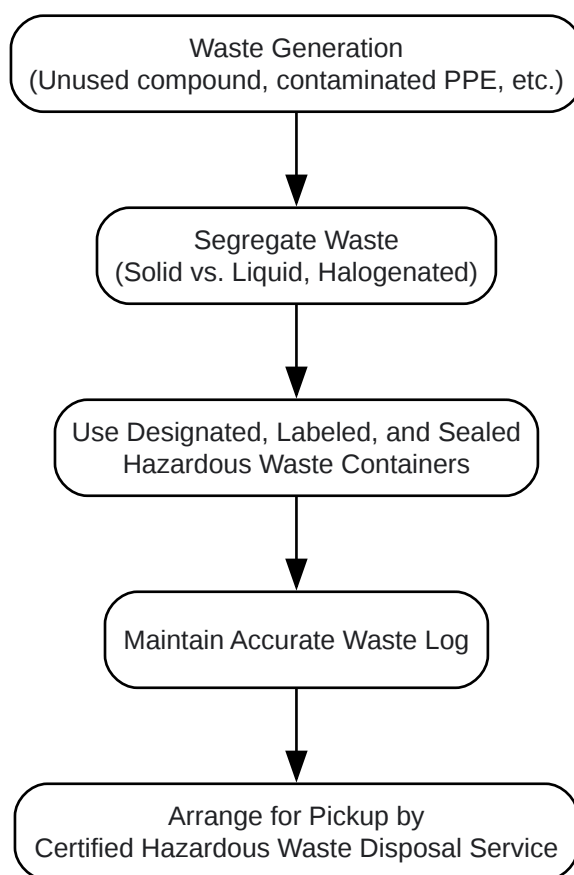 Waste Generation
(Unused compound, contaminated PPE, etc.)
Segregate Waste
(Solid vs. Liquid, Halogenated)
Use Designated, Labeled, and Sealed
Hazardous Waste Containers
Maintain Accurate Waste Log
Arrange for Pickup by
Certified Hazardous Waste Disposal Service